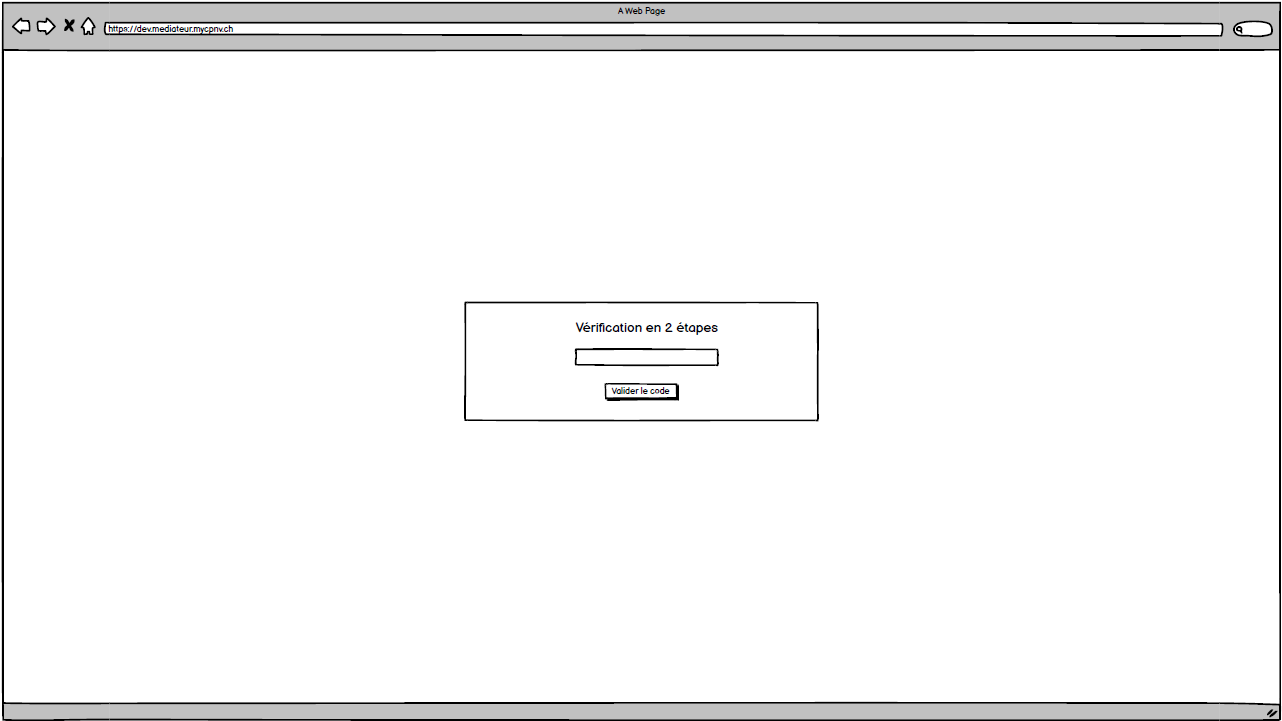 A Web Page
https://dev.mediateur.mycpnv.ch
Vérification en 2 étapes
Valider le code